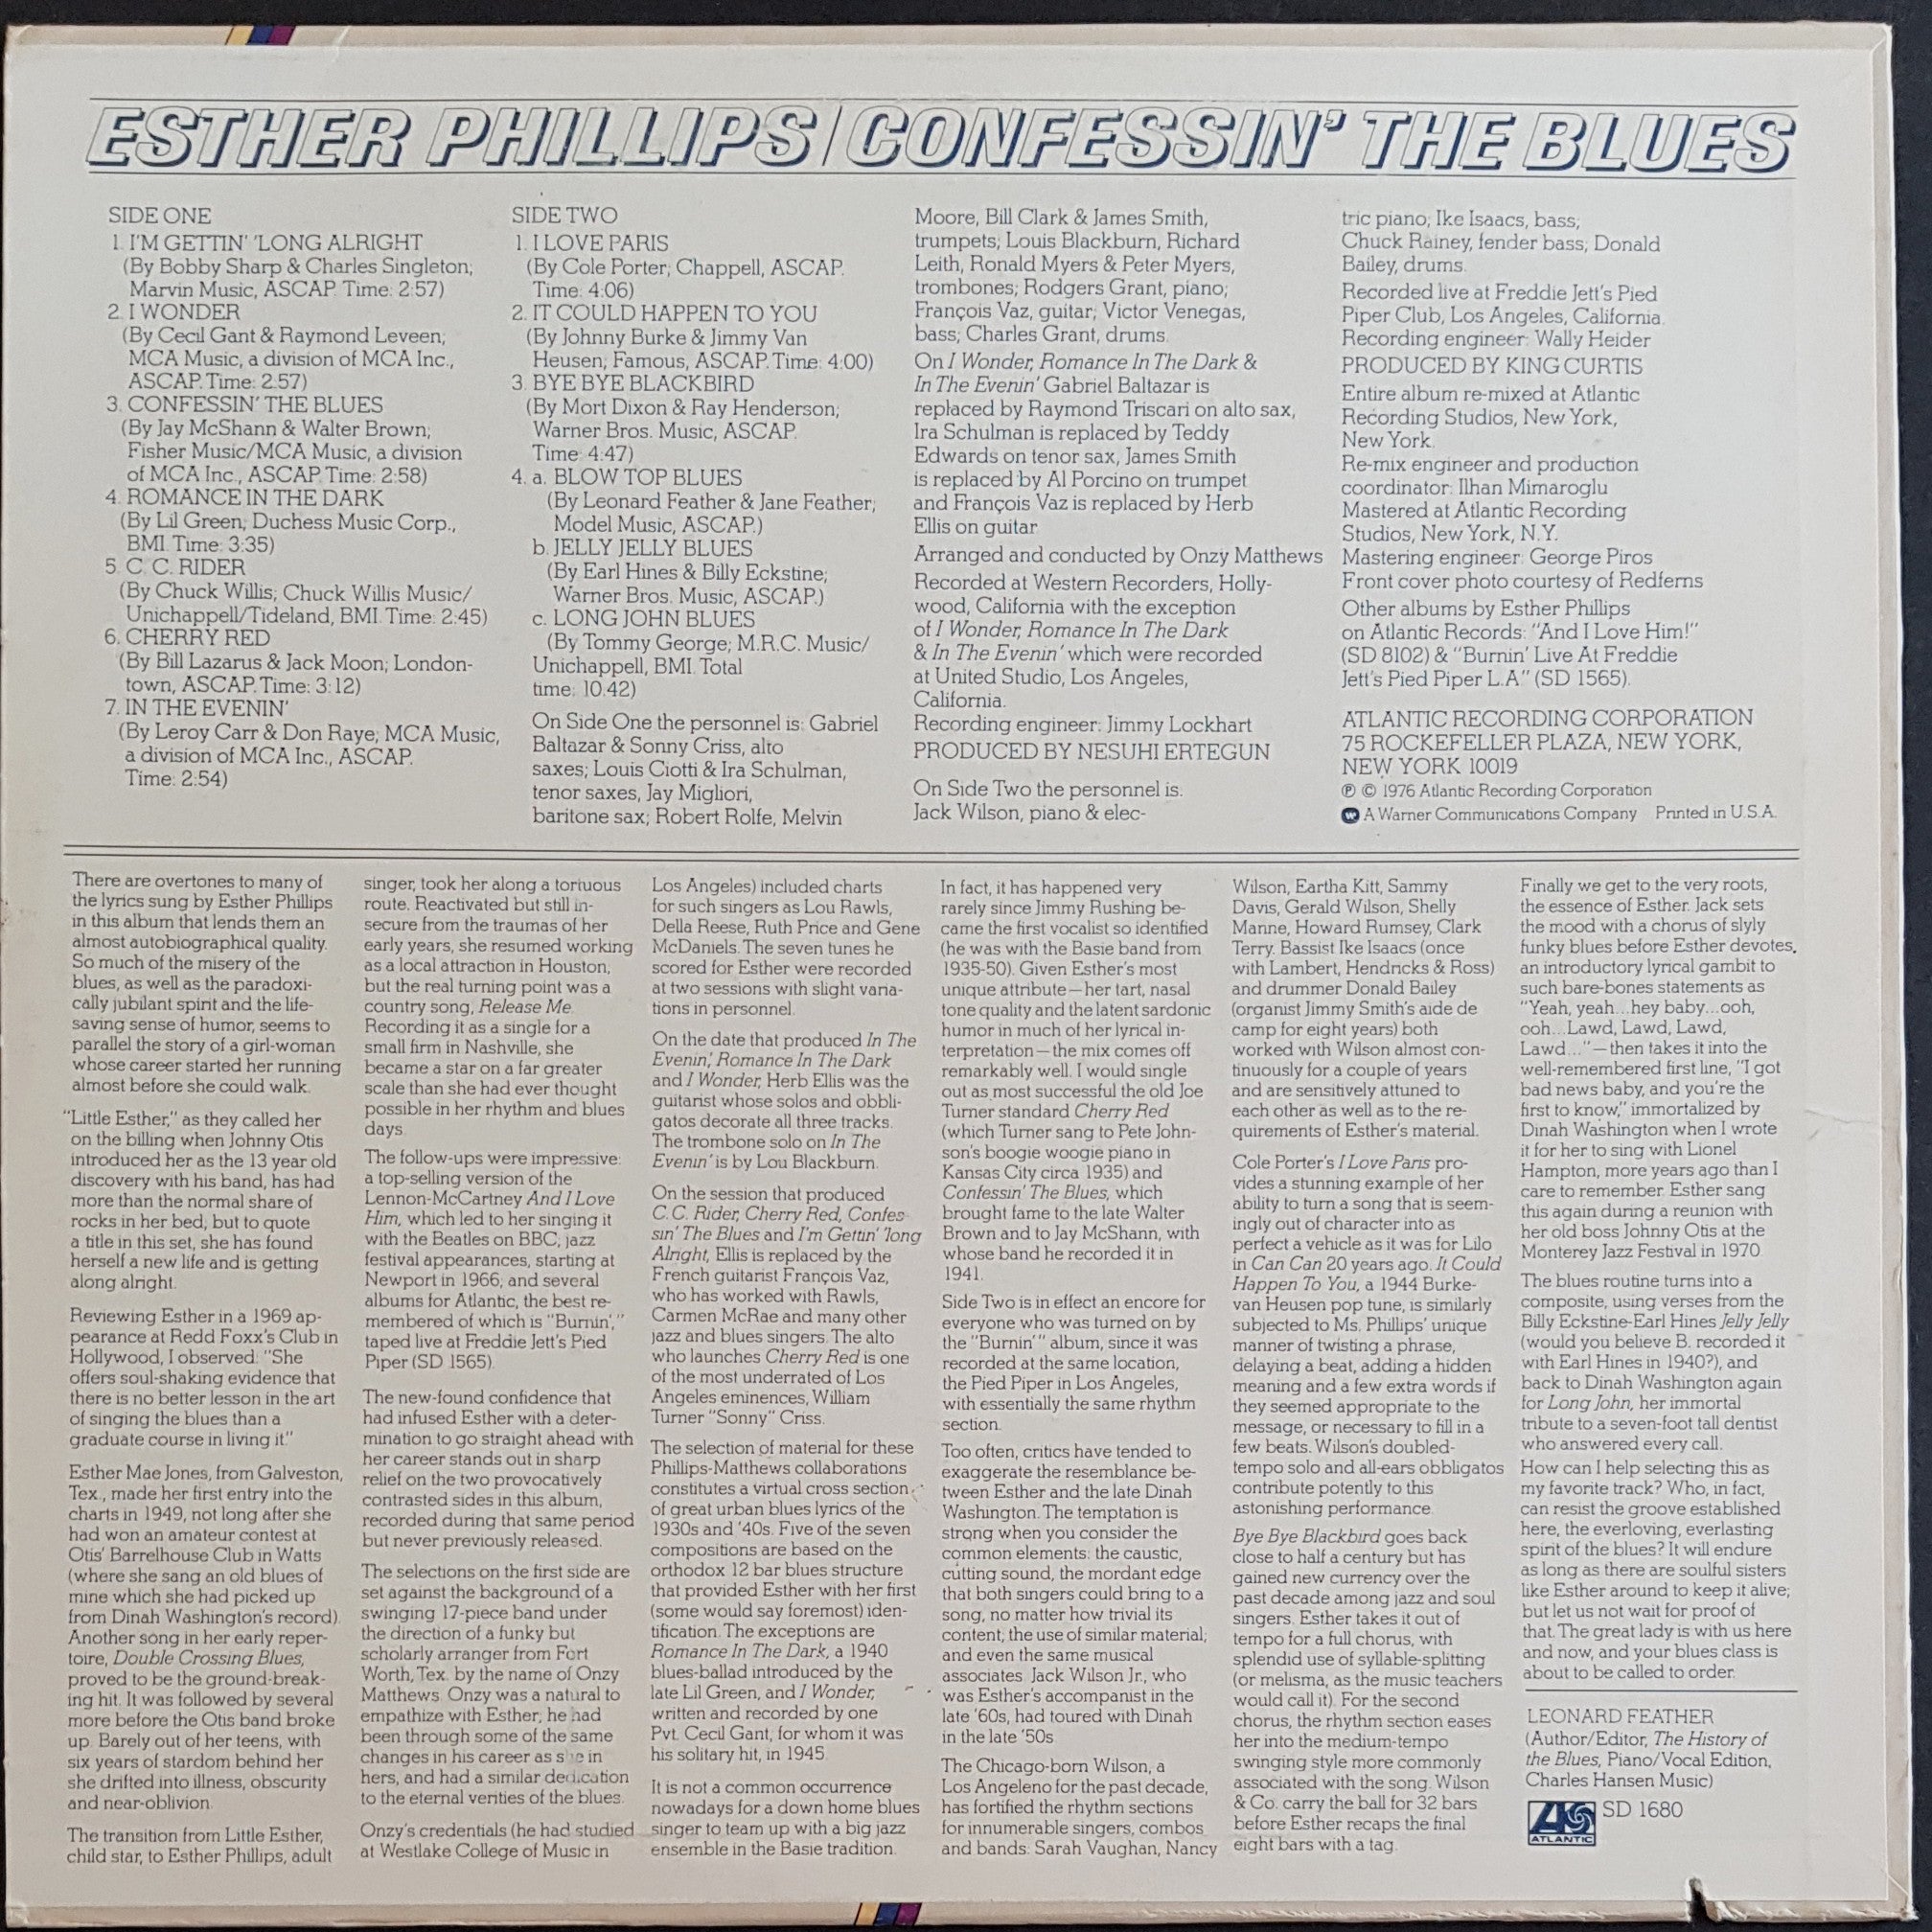 ESTHER PHILLIPS/CONFESSIN' THE BLUES
SIDE ONE
1. I'M GETTIN' 'LONG ALRIGHT
(By Bobby Sharp & Charles Singleton;
Marvin Music, ASCAP. Time: 2:57)
2. I WONDER
(By Cecil Gant & Raymond Leveen;
MCA Music, a division of MCA Inc.,
ASCAP. Time: 2:57)
3. CONFESSIN' THE BLUES
(By Jay McShann & Walter Brown;
Fisher Music/MCA Music, a division
of MCA Inc., ASCAP. Time: 2:58)
4. ROMANCE IN THE DARK
(By Lil Green; Duchess Music Corp.,
BMI. Time: 3:35)
5. C. C. RIDER
(By Chuck Willis; Chuck Willis Music/
Unichappell/Tideland, BMI. Time: 2:45)
6. CHERRY RED
(By Bill Lazarus & Jack Moon; London-
town, ASCAP. Time: 3:12)
7. IN THE EVENIN'
(By Leroy Carr & Don Raye; MCA Music,
a division of MCA Inc., ASCAP.
Time: 2:54)
SIDE TWO
1. I LOVE PARIS
(By Cole Porter; Chappell, ASCAP.
Time: 4:06)
2. IT COULD HAPPEN TO YOU
(By Johnny Burke & Jimmy Van
Heusen; Famous, ASCAP. Time: 4:00)
3. BYE BYE BLACKBIRD
(By Mort Dixon & Ray Henderson;
Warner Bros. Music, ASCAP.
Time: 4:47)
4. a. BLOW TOP BLUES
(By Leonard Feather & Jane Feather;
Model Music, ASCAP.)
b. JELLY JELLY BLUES
(By Earl Hines & Billy Eckstine;
Warner Bros. Music, ASCAP.)
c. LONG JOHN BLUES
(By Tommy George; M.R.C. Music/
Unichappell, BMI. Total
time: 10:42)
On Side One the personnel is: Gabriel
Baltazar & Sonny Criss, alto
saxes; Louis Ciotti & Ira Schulman,
tenor saxes, Jay Migliori,
baritone sax; Robert Rolfe, Melvin
Moore, Bill Clark & James Smith,
trumpets; Louis Blackburn, Richard
Leith, Ronald Myers & Peter Myers,
trombones; Rodgers Grant, piano;
François Vaz, guitar; Victor Venegas,
bass; Charles Grant, drums.
On I Wonder, Romance In The Dark &
In The Evenin' Gabriel Baltazar is
replaced by Raymond Triscari on alto sax,
Ira Schulman is replaced by Teddy
Edwards on tenor sax, James Smith
is replaced by Al Porcino on trumpet
and François Vaz is replaced by Herb
Ellis on guitar.
Arranged and conducted by Onzy Matthews
Recorded at Western Recorders, Holly-
wood, California with the exception
of I Wonder, Romance In The Dark
& In The Evenin' which were recorded
at United Studio, Los Angeles,
California.
Recording engineer: Jimmy Lockhart
PRODUCED BY NESUHI ERTEGUN
On Side Two the personnel is:
Jack Wilson, piano & elec-
tric piano; Ike Isaacs, bass;
Chuck Rainey, fender bass; Donald
Bailey, drums.
Recorded live at Freddie Jett's Pied
Piper Club, Los Angeles, California.
Recording engineer: Wally Heider
PRODUCED BY KING CURTIS
Entire album re-mixed at Atlantic
Recording Studios, New York,
New York.
Re-mix engineer and production
coordinator: Ilhan Mimaroglu
Mastered at Atlantic Recording
Studios, New York, N.Y.
Mastering engineer: George Piros
Front cover photo courtesy of Redferns
Other albums by Esther Phillips
on Atlantic Records: "And I Love Him!"
(SD 8102) & "Burnin' Live At Freddie
Jett's Pied Piper L.A." (SD 1565).
ATLANTIC RECORDING CORPORATION
75 ROCKEFELLER PLAZA, NEW YORK,
NEW YORK 10019
℗ © 1976 Atlantic Recording Corporation
W A Warner Communications Company Printed in U.S.A.
There are overtones to many of
the lyrics sung by Esther Phillips
in this album that lends them an
almost autobiographical quality.
So much of the misery of the
blues, as well as the paradoxi-
cally jubilant spirit and the life-
saving sense of humor, seems to
parallel the story of a girl-woman
whose career started her running
almost before she could walk.
"Little Esther," as they called her
on the billing when Johnny Otis
introduced her as the 13 year old
discovery with his band, has had
more than the normal share of
rocks in her bed, but to quote
a title in this set, she has found
herself a new life and is getting
along alright.
Reviewing Esther in a 1969 ap-
pearance at Redd Foxx's Club in
Hollywood, I observed: "She
offers soul-shaking evidence that
there is no better lesson in the art
of singing the blues than a
graduate course in living it."
Esther Mae Jones, from Galveston,
Tex., made her first entry into the
charts in 1949, not long after she
had won an amateur contest at
Otis' Barrelhouse Club in Watts
(where she sang an old blues of
mine which she had picked up
from Dinah Washington's record).
Another song in her early reper-
toire, Double Crossing Blues,
proved to be the ground-break-
ing hit. It was followed by several
more before the Otis band broke
up. Barely out of her teens, with
six years of stardom behind her
she drifted into illness, obscurity
and near-oblivion.
The transition from Little Esther,
child star, to Esther Phillips, adult
singer, took her along a toriuous
route. Reactivated but still in-
secure from the traumas of her
early years, she resumed working
as a local attraction in Houston,
but the real turning point was a
country song, Release Me.
Recording it as a single for a
small firm in Nashville, she
became a star on a far greater
scale than she had ever thought
possible in her rhythm and blues
days.
The follow-ups were impressive:
a top-selling version of the
Lennon-McCartney And I Love
Him, which led to her singing it
with the Beatles on BBC, jazz
festival appearances, starting at
Newport in 1966; and several
albums for Atlantic, the best re-
membered of which is "Burnin',"
taped live at Freddie Jett's Pied
Piper (SD 1565).
The new-found confidence that
had infused Esther with a deter-
mination to go straight ahead with
her career stands out in sharp
relief on the two provocatively
contrasted sides in this album,
recorded during that same period
but never previously released.
The selections on the first side are
set against the background of a
swinging 17-piece band under
the direction of a funky but
scholarly arranger from Fort
Worth, Tex. by the name of Onzy
Matthews. Onzy was a natural to
empathize with Esther; he had
been through some of the same
changes in his career as she in
hers, and had a similar dedication
to the eternal verities of the blues.
Onzy's credentials (he had studied
at Westlake College of Music in
Los Angeles) included charts
for such singers as Lou Rawls,
Della Reese, Ruth Price and Gene
McDaniels. The seven tunes he
scored for Esther were recorded
at two sessions with slight varia-
tions in personnel.
On the date that produced In The
Evenin', Romance In The Dark
and I Wonder, Herb Ellis was the
guitarist whose solos and obbli-
gatos decorate all three tracks.
The trombone solo on In The
Evenin' is by Lou Blackburn.
On the session that produced
C.C. Rider, Cherry Red, Confes-
sin' The Blues and I'm Gettin' 'long
Alright, Ellis is replaced by the
French guitarist François Vaz,
who has worked with Rawls,
Carmen McRae and many other
jazz and blues singers. The alto
who launches Cherry Red is one
of the most underrated of Los
Angeles eminences, William
Turner "Sonny" Criss.
The selection of material for these
Phillips-Matthews collaborations
constitutes a virtual cross section
of great urban blues lyrics of the
1930s and '40s. Five of the seven
compositions are based on the
orthodox 12 bar blues structure
that provided Esther with her first
(some would say foremost) iden-
tification. The exceptions are
Romance In The Dark, a 1940
blues-ballad introduced by the
late Lil Green, and I Wonder,
written and recorded by one
Pvt. Cecil Gant, for whom it was
his solitary hit, in 1945.
It is not a common occurrence
nowadays for a down home blues
singer to team up with a big jazz
ensemble in the Basie tradition.
In fact, it has happened very
rarely since Jimmy Rushing be-
came the first vocalist so identified
(he was with the Basie band from
1935-50). Given Esther's most
unique attribute—her tart, nasal
tone quality and the latent sardonic
humor in much of her lyrical in-
terpretation—the mix comes off
remarkably well. I would single
out as most successful the old Joe
Turner standard Cherry Red
(which Turner sang to Pete John-
son's boogie woogie piano in
Kansas City circa 1935) and
Confessin' The Blues, which
brought fame to the late Walter
Brown and to Jay McShann, with
whose band he recorded it in
1941.
Side Two is in effect an encore for
everyone who was turned on by
the "Burnin'" album, since it was
recorded at the same location,
the Pied Piper in Los Angeles,
with essentially the same rhythm
section.
Too often, critics have tended to
exaggerate the resemblance be-
tween Esther and the late Dinah
Washington. The temptation is
strong when you consider the
common elements: the caustic,
cutting sound, the mordant edge
that both singers could bring to a
song, no matter how trivial its
content; the use of similar material;
and even the same musical
associates. Jack Wilson Jr., who
was Esther's accompanist in the
late '60s, had toured with Dinah
in the late '50s.
The Chicago-born Wilson, a
Los Angeleno for the past decade,
has fortified the rhythm sections
for innumerable singers, combos
and bands: Sarah Vaughan, Nancy
Wilson, Eartha Kitt, Sammy
Davis, Gerald Wilson, Shelly
Manne, Howard Rumsey, Clark
Terry. Bassist Ike Isaacs (once
with Lambert, Hendricks & Ross)
and drummer Donald Bailey
(organist Jimmy Smith's aide de
camp for eight years) both
worked with Wilson almost con-
tinuously for a couple of years
and are sensitively attuned to
each other as well as to the re-
quirements of Esther's material.
Cole Porter's I Love Paris pro-
vides a stunning example of her
ability to turn a song that is seem-
ingly out of character into as
perfect a vehicle as it was for Lilo
in Can Can 20 years ago. It Could
Happen To You, a 1944 Burke-
van Heusen pop tune, is similarly
subjected to Ms. Phillips' unique
manner of twisting a phrase,
delaying a beat, adding a hidden
meaning and a few extra words if
they seemed appropriate to the
message, or necessary to fill in a
few beats. Wilson's doubled-
tempo solo and all-ears obbligatos
contribute potently to this
astonishing performance.
Bye Bye Blackbird goes back
close to half a century but has
gained new currency over the
past decade among jazz and soul
singers. Esther takes it out of
tempo for a full chorus, with
splendid use of syllable-splitting
(or melisma, as the music teachers
would call it). For the second
chorus, the rhythm section eases
her into the medium-tempo
swinging style more commonly
associated with the song. Wilson
& Co. carry the ball for 32 bars
before Esther recaps the final
eight bars with a tag.
Finally we get to the very roots,
the essence of Esther. Jack sets
the mood with a chorus of slyly
funky blues before Esther devotes
an introductory lyrical gambit to
such bare-bones statements as
"Yeah, yeah...hey baby...ooh,
ooh...Lawd, Lawd, Lawd,
Lawd..."—then takes it into the
well-remembered first line, "I got
bad news baby, and you're the
first to know," immortalized by
Dinah Washington when I wrote
it for her to sing with Lionel
Hampton, more years ago than I
care to remember. Esther sang
this again during a reunion with
her old boss Johnny Otis at the
Monterey Jazz Festival in 1970.
The blues routine turns into a
composite, using verses from the
Billy Eckstine-Earl Hines Jelly Jelly
(would you believe B. recorded it
with Earl Hines in 1940?), and
back to Dinah Washington again
for Long John, her immortal
tribute to a seven-foot tall dentist
who answered every call.
How can I help selecting this as
my favorite track? Who, in fact,
can resist the groove established
here, the everloving, everlasting
spirit of the blues? It will endure
as long as there are soulful sisters
like Esther around to keep it alive;
but let us not wait for proof of
that. The great lady is with us here
and now, and your blues class is
about to be called to order.
LEONARD FEATHER
(Author/Editor, The History of
the Blues, Piano/Vocal Edition,
Charles Hansen Music)
ATLANTIC SD 1680